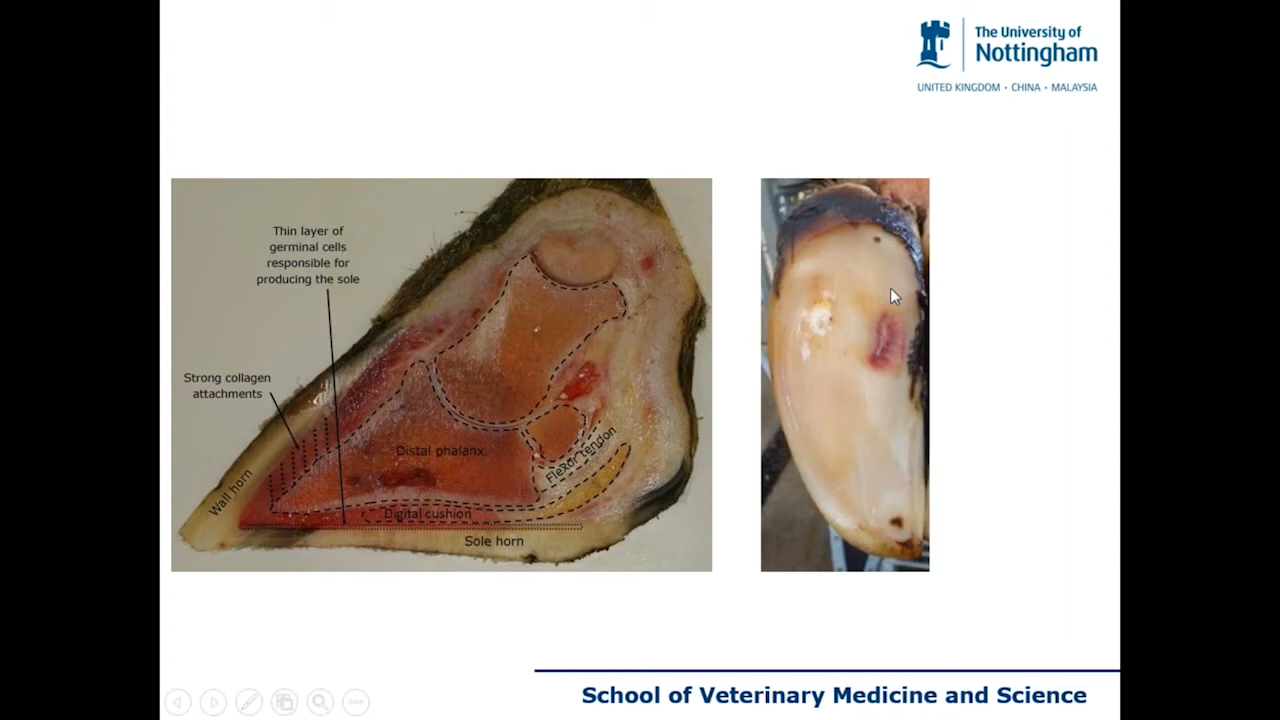 The University of
Nottingham
UNITED KINGDOM · CHINA · MALAYSIA
Thin layer of
germinal cells
responsible for
producing the sole
Strong collagen
attachments
Wall horn
Distal phalanx
Flexor tendon
Digital cushion
Sole horn
School of Veterinary Medicine and Science